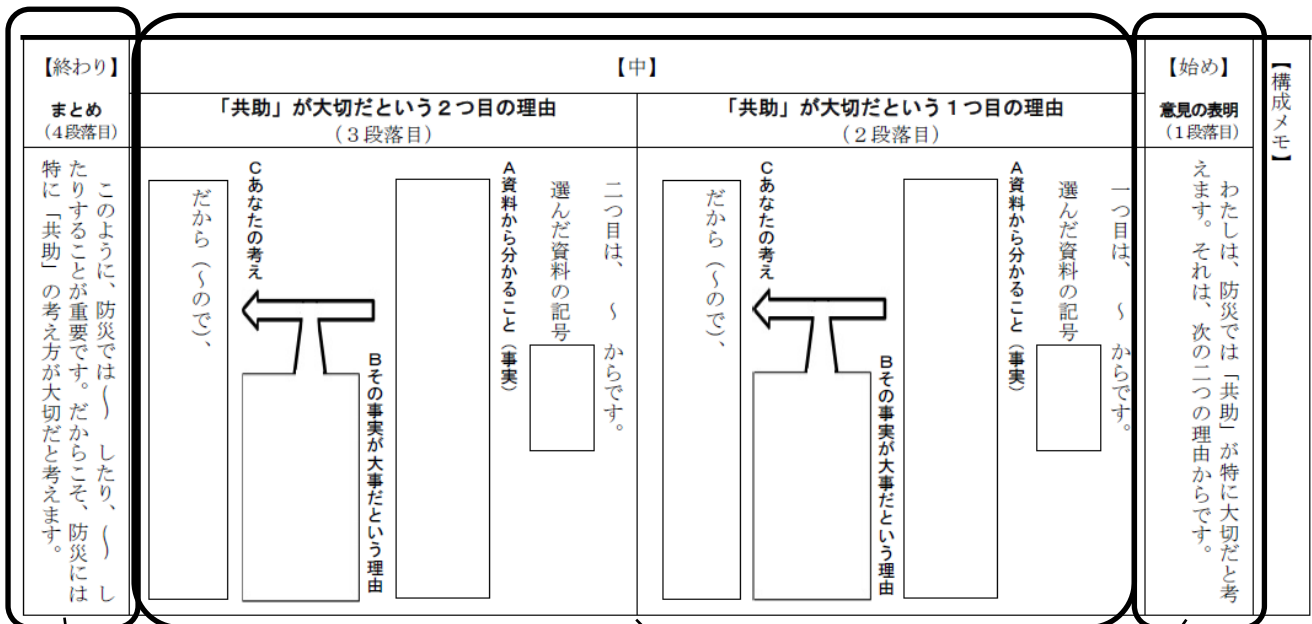 【構成メモ】
【始め】
意見の表明
(1段落目)
わたしは、防災では「共助」が特に大切だと考
えます。それは、次の二つの理由からです。
【中】
「共助」が大切だという1つ目の理由
(2段落目)
一つ目は、 〜 からです。
選んだ資料の記号
A資料から分かること(事実)
Bその事実が大事だという理由
Cあなたの考え
だから(〜ので)、
「共助」が大切だという2つ目の理由
(3段落目)
二つ目は、 〜 からです。
選んだ資料の記号
A資料から分かること(事実)
Bその事実が大事だという理由
Cあなたの考え
だから(〜ので)、
【終わり】
まとめ
(4段落目)
このように、防災では〜 したり、〜 し
たりすることが重要です。だからこそ、防災には
特に「共助」の考え方が大切だと考えます。